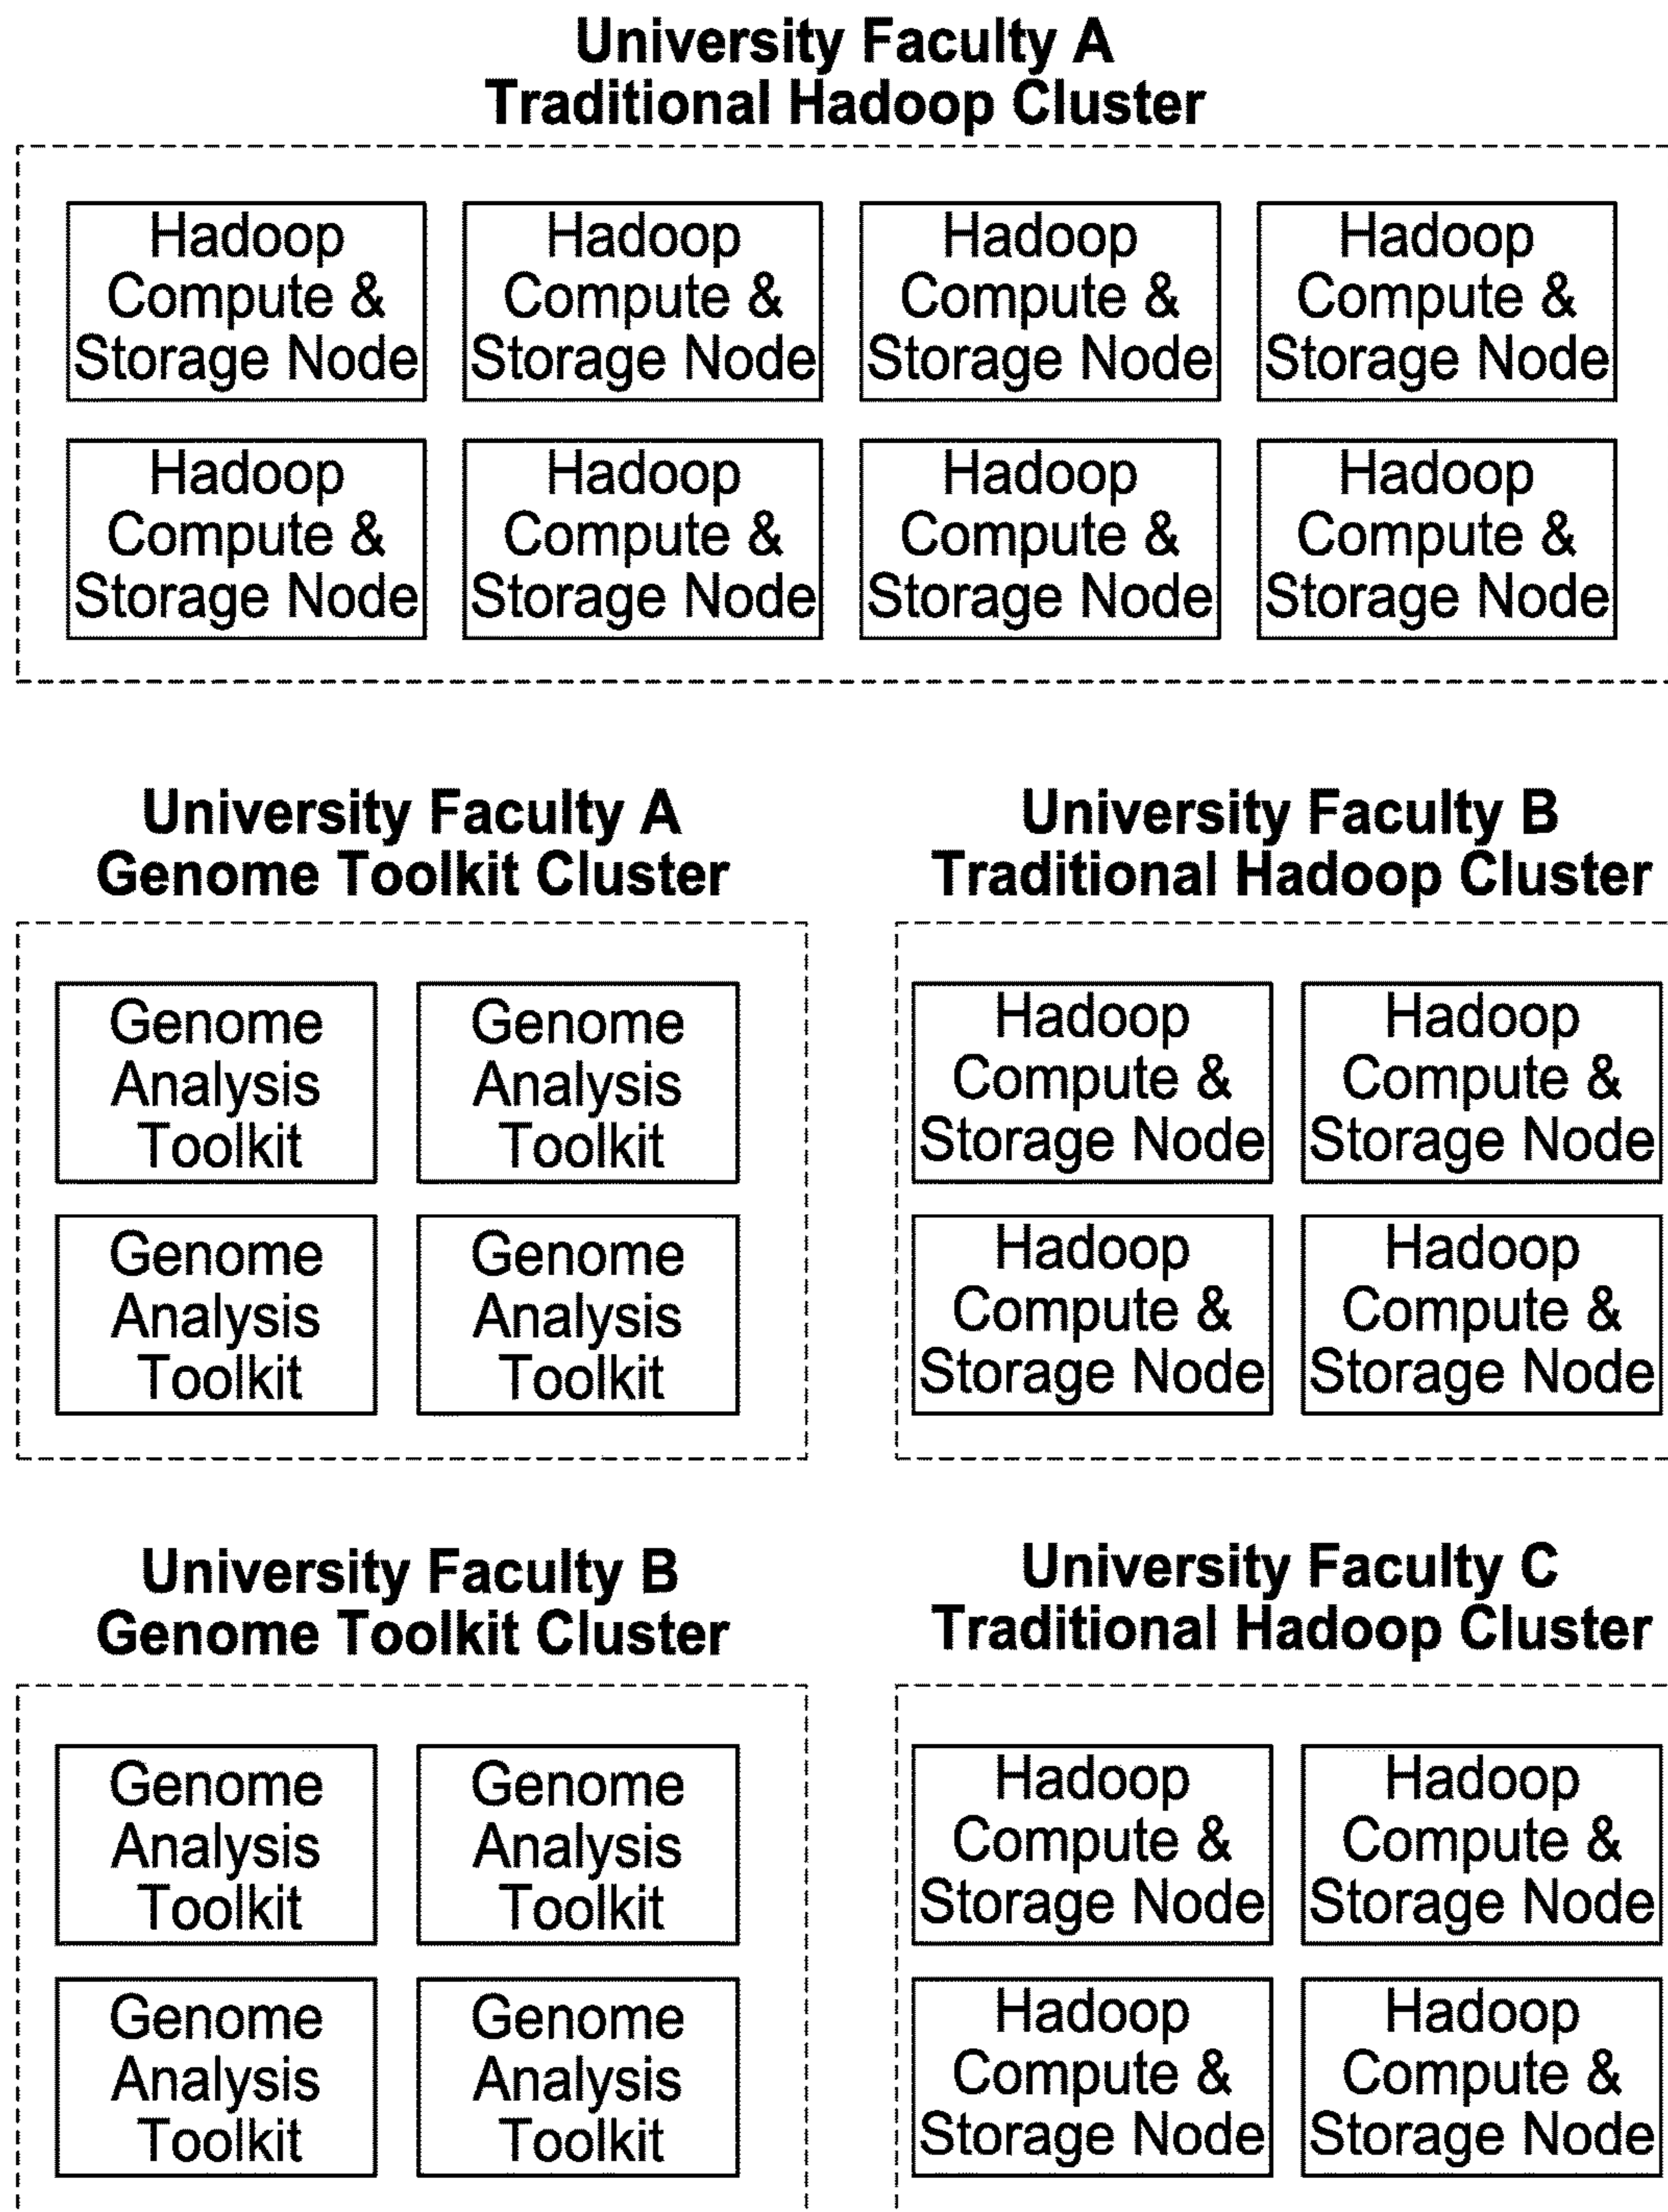 University Faculty A
Traditional Hadoop Cluster
Hadoop
Compute &
Storage Node
Hadoop
Compute &
Storage Node
Hadoop
Compute &
Storage Node
Hadoop
Compute &
Storage Node
Hadoop
Compute &
Storage Node
Hadoop
Compute &
Storage Node
Hadoop
Compute &
Storage Node
Hadoop
Compute &
Storage Node
University Faculty A
Genome Toolkit Cluster
Genome
Analysis
Toolkit
Genome
Analysis
Toolkit
Genome
Analysis
Toolkit
Genome
Analysis
Toolkit
University Faculty B
Traditional Hadoop Cluster
Hadoop
Compute &
Storage Node
Hadoop
Compute &
Storage Node
Hadoop
Compute &
Storage Node
Hadoop
Compute &
Storage Node
University Faculty B
Genome Toolkit Cluster
Genome
Analysis
Toolkit
Genome
Analysis
Toolkit
Genome
Analysis
Toolkit
Genome
Analysis
Toolkit
University Faculty C
Traditional Hadoop Cluster
Hadoop
Compute &
Storage Node
Hadoop
Compute &
Storage Node
Hadoop
Compute &
Storage Node
Hadoop
Compute &
Storage Node